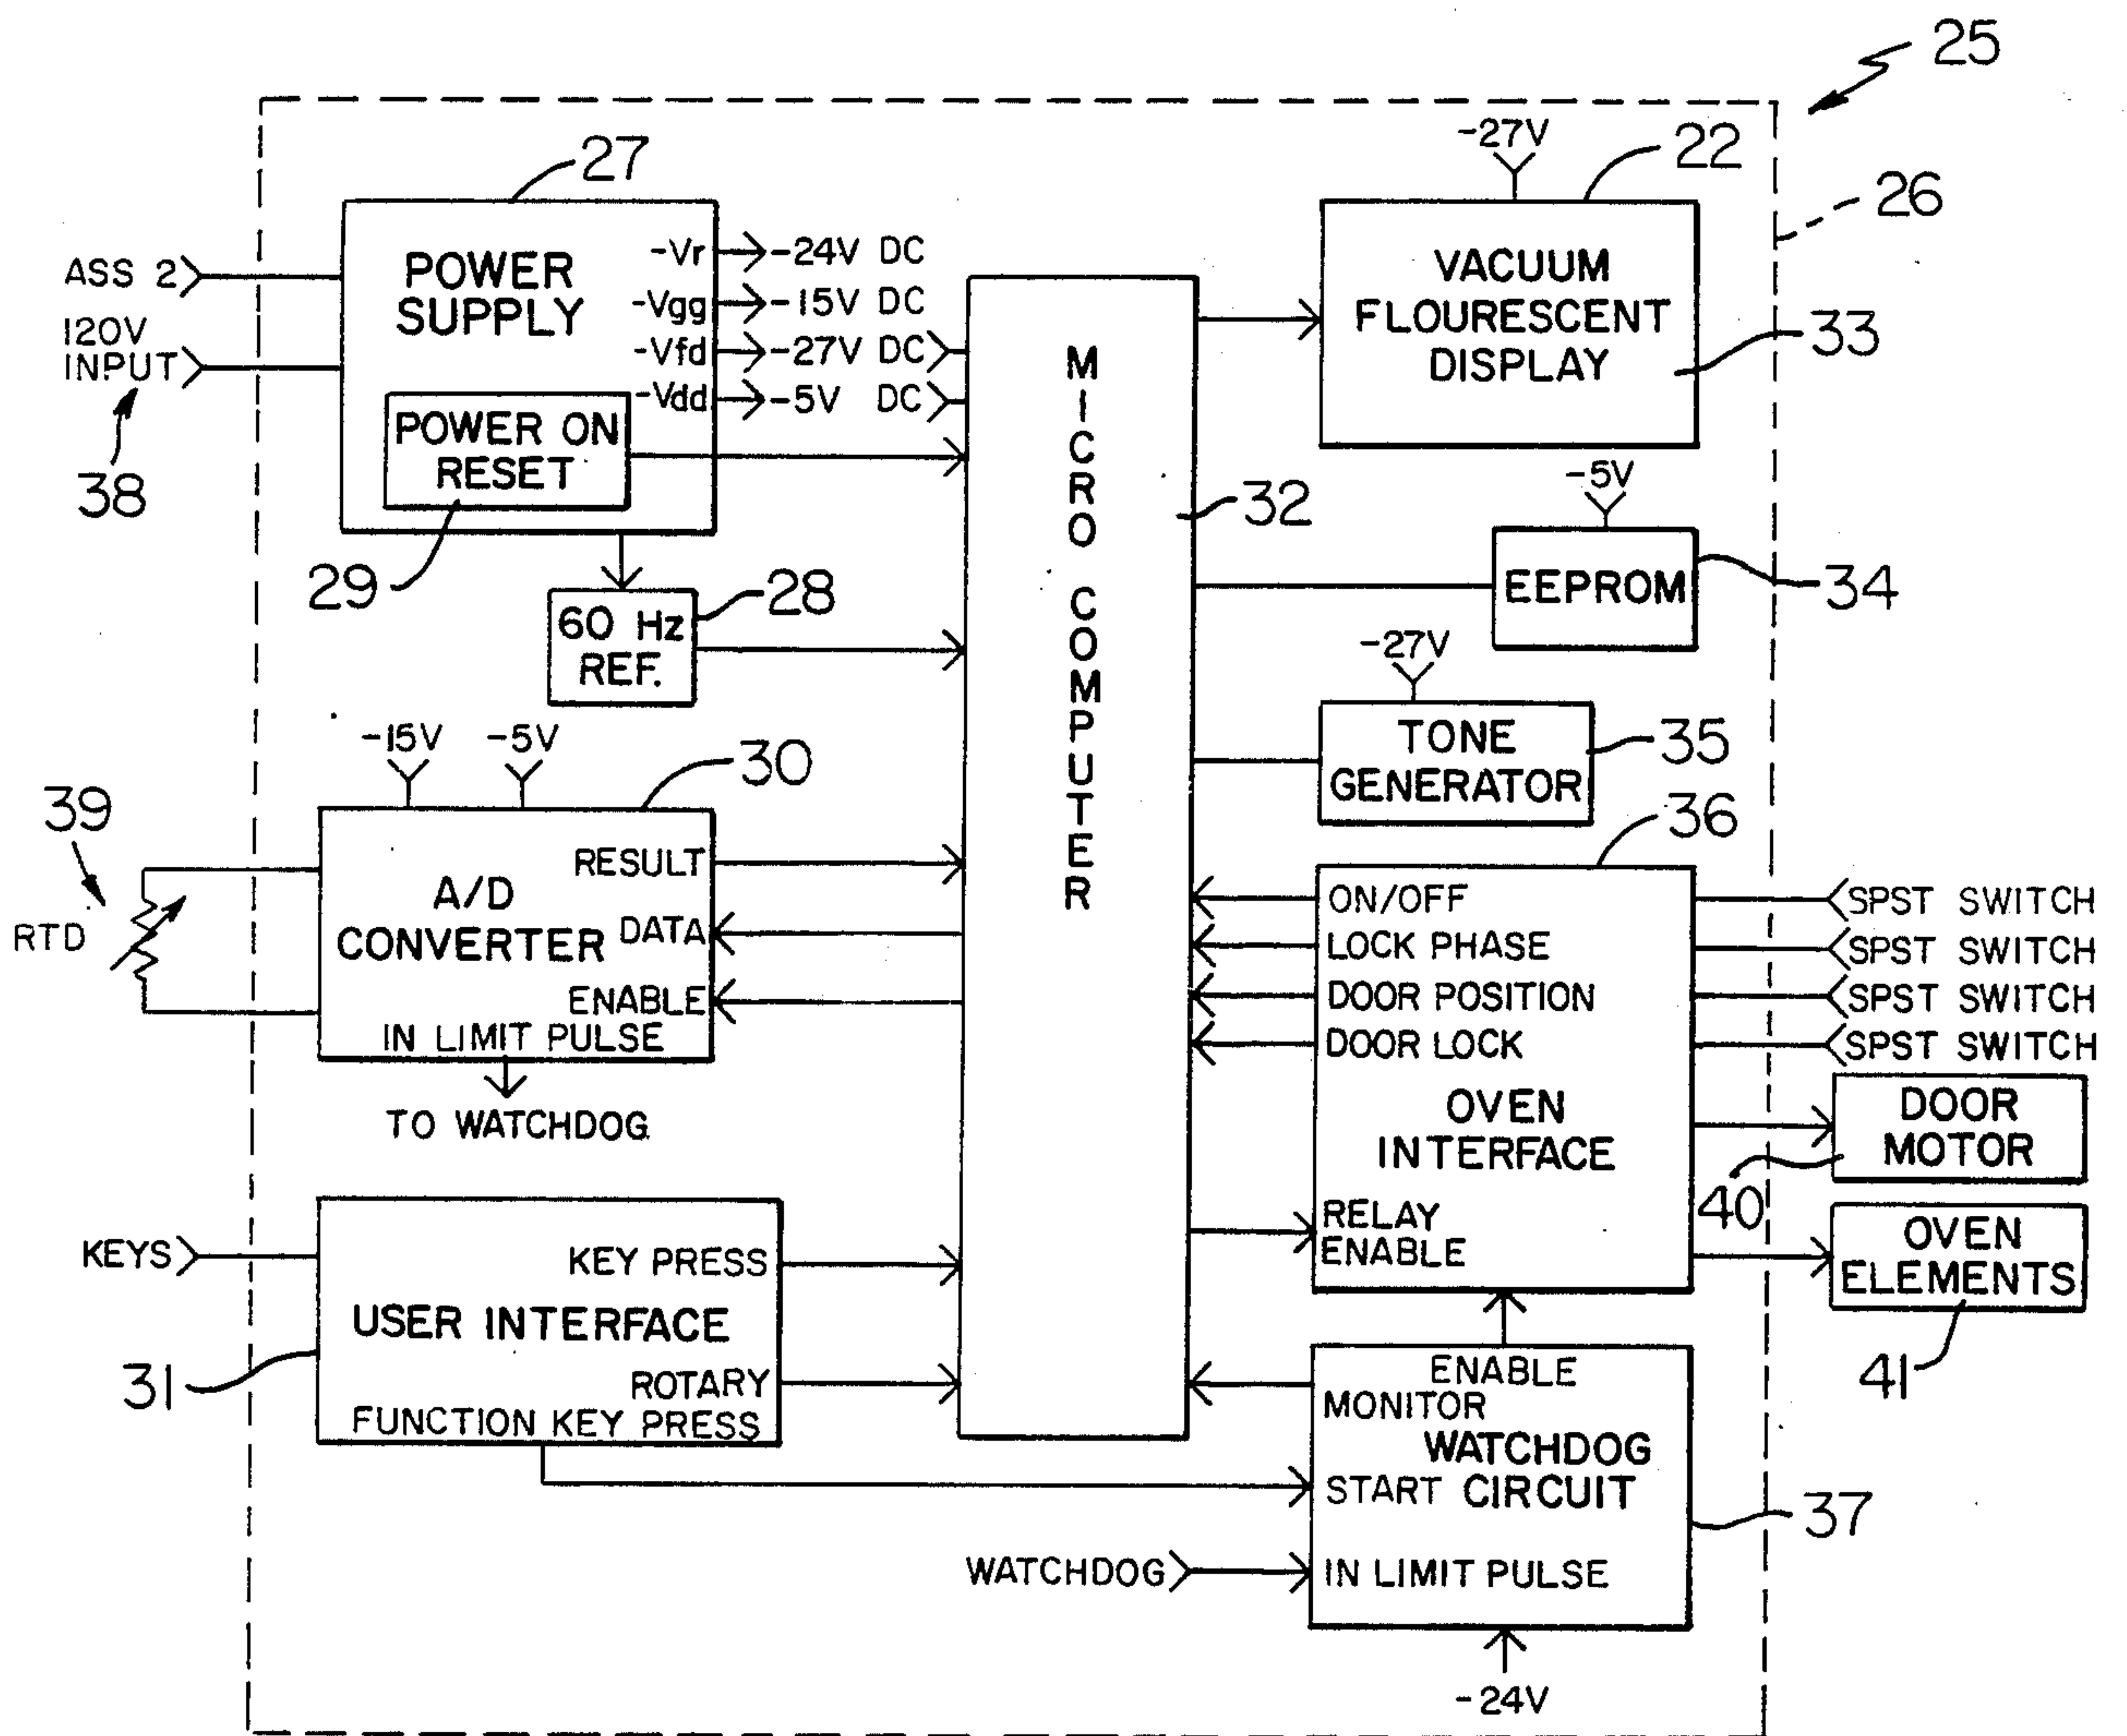 25
27
-27V
22
26
ASS 2
120V
INPUT
38
POWER
SUPPLY
-Vr
-24V DC
-Vgg
-15V DC
-Vfd
-27V DC
-Vdd
-5V DC
POWER ON
RESET
29
60 Hz
REF.
28
MICRO COMPUTER
32
VACUUM
FLOURESCENT
DISPLAY
33
-5V
EEPROM
34
-27V
TONE
GENERATOR
35
36
-15V
-5V
30
39
RTD
A/D
CONVERTER
RESULT
DATA
ENABLE
IN LIMIT PULSE
TO WATCHDOG
ON/OFF
LOCK PHASE
DOOR POSITION
DOOR LOCK
OVEN
INTERFACE
RELAY
ENABLE
SPST SWITCH
SPST SWITCH
SPST SWITCH
SPST SWITCH
DOOR
MOTOR
40
OVEN
ELEMENTS
41
KEYS
KEY PRESS
USER INTERFACE
31
ROTARY
FUNCTION KEY PRESS
ENABLE
MONITOR
WATCHDOG
START CIRCUIT
37
WATCHDOG
IN LIMIT PULSE
-24V